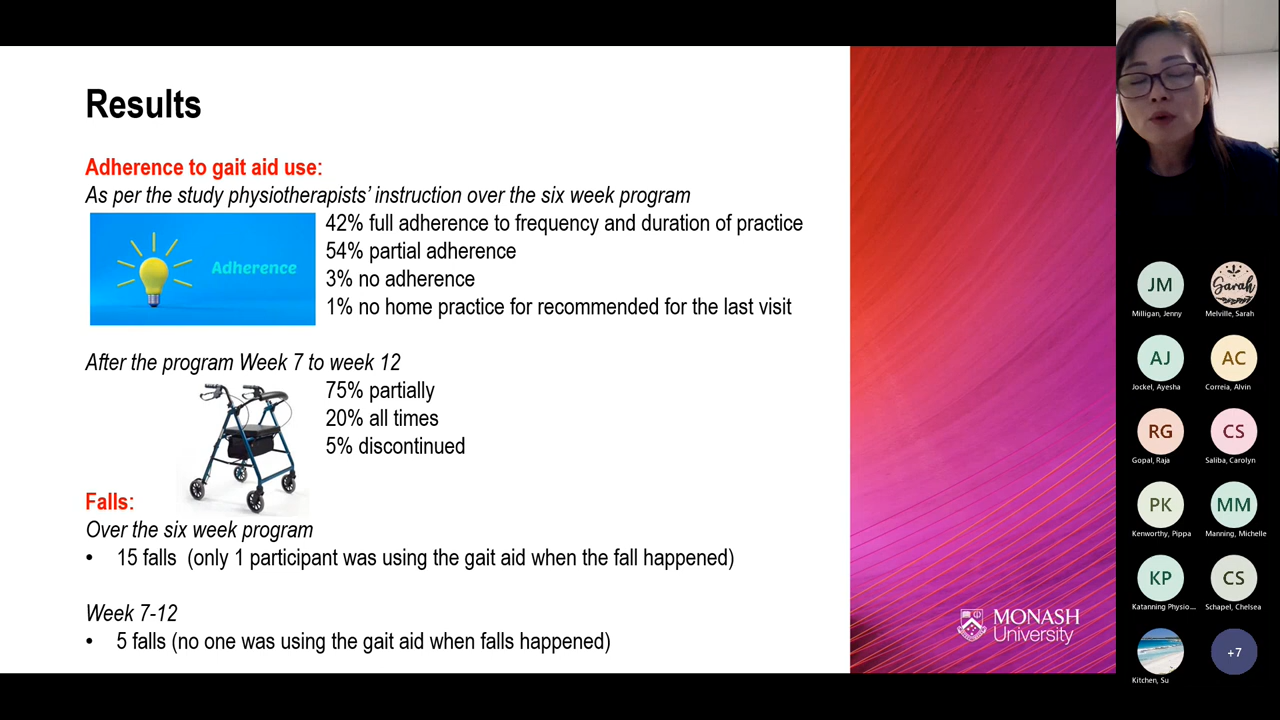 Results
Adherence to gait aid use:
As per the study physiotherapists’ instruction over the six week program
Adherence
42% full adherence to frequency and duration of practice
54% partial adherence
3% no adherence
1% no home practice for recommended for the last visit
After the program Week 7 to week 12
75% partially
20% all times
5% discontinued
Falls:
Over the six week program
• 15 falls (only 1 participant was using the gait aid when the fall happened)
Week 7-12
• 5 falls (no one was using the gait aid when falls happened)
MONASH
University
JM
Milligan, Jenny
Sarah
Melville, Sarah
AJ
Jockel, Ayesha
AC
Correia, Alvin
RG
Gopal, Raja
CS
Saliba, Carolyn
PK
Kenworthy, Pippa
MM
Manning, Michelle
KP
Katanning Physio...
CS
Schapel, Chelsea
Kitchen, Su
+7